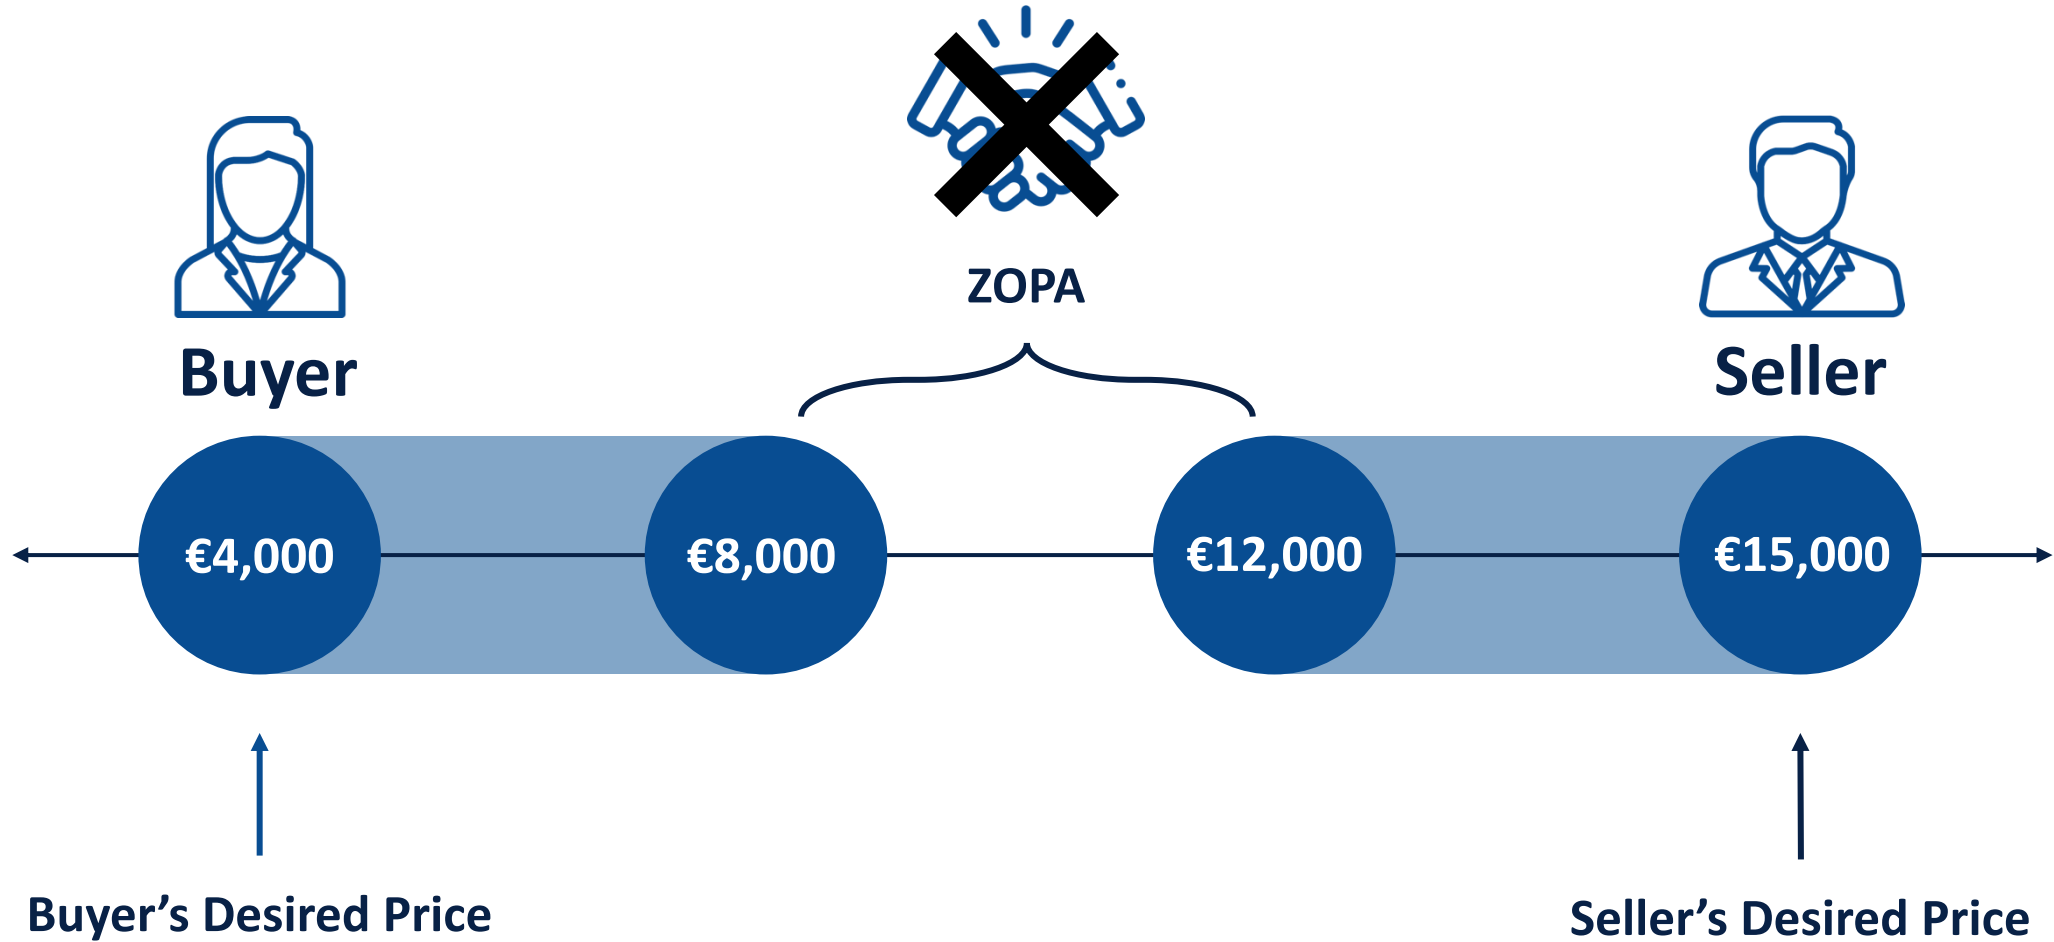 ZOPA
Buyer
Seller
€4,000
€8,000
€12,000
€15,000
Buyer’s Desired Price
Seller’s Desired Price